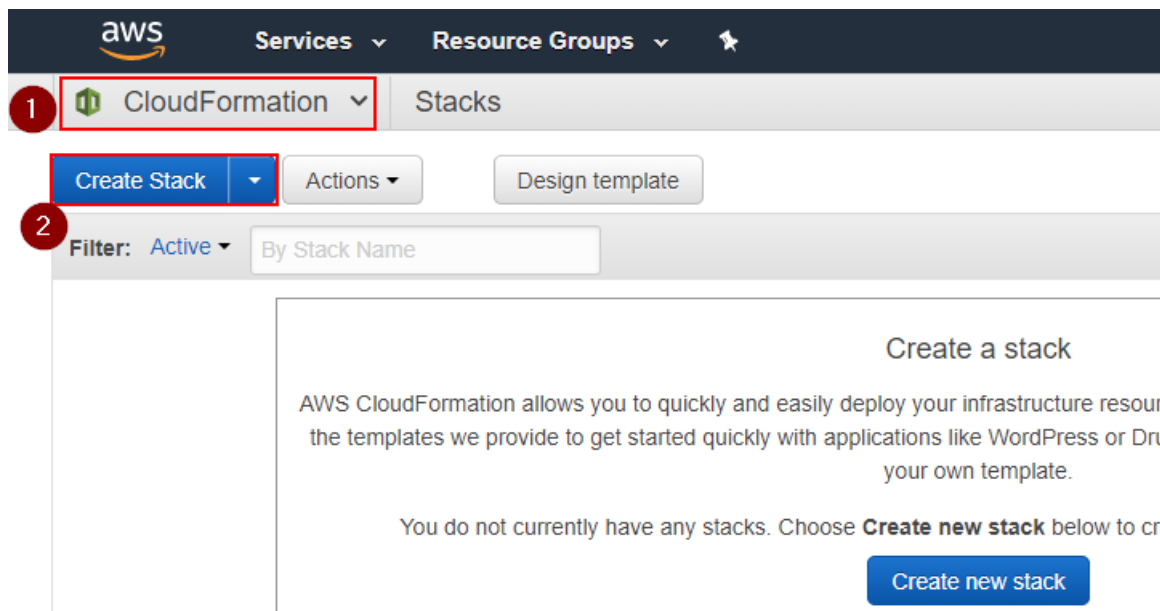 aws Services Resource Groups
1 CloudFormation Stacks
Create Stack Actions Design template
2
Filter: Active By Stack Name
Create a stack
AWS CloudFormation allows you to quickly and easily deploy your infrastructure
the templates we provide to get started quickly with applications like WordPress or
your own template.
You do not currently have any stacks. Choose Create new stack below to
Create new stack